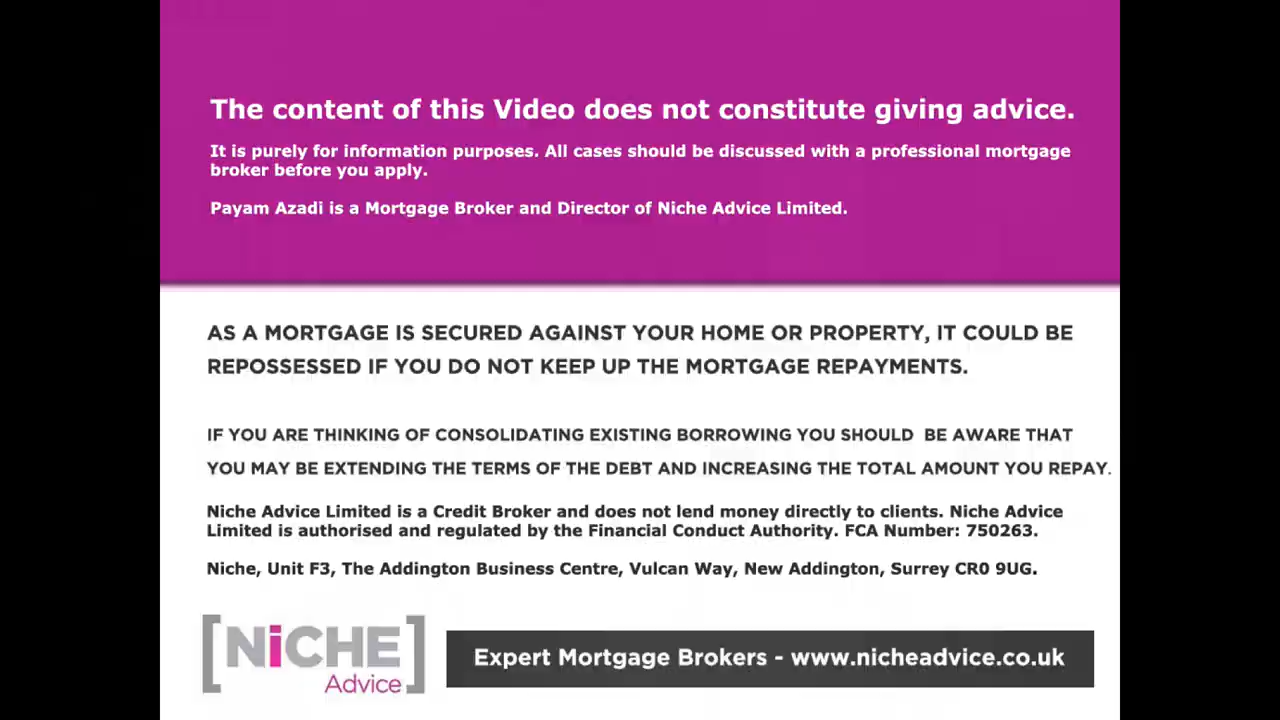 The content of this Video does not constitute giving advice.
It is purely for information purposes. All cases should be discussed with a professional mortgage
broker before you apply.
Payam Azadi is a Mortgage Broker and Director of Niche Advice Limited.
AS A MORTGAGE IS SECURED AGAINST YOUR HOME OR PROPERTY, IT COULD BE
REPOSSESSED IF YOU DO NOT KEEP UP THE MORTGAGE REPAYMENTS.
IF YOU ARE THINKING OF CONSOLIDATING EXISTING BORROWING YOU SHOULD BE AWARE THAT
YOU MAY BE EXTENDING THE TERMS OF THE DEBT AND INCREASING THE TOTAL AMOUNT YOU REPAY.
Niche Advice Limited is a Credit Broker and does not lend money directly to clients. Niche Advice
Limited is authorised and regulated by the Financial Conduct Authority. FCA Number: 750263.
Niche, Unit F3, The Addington Business Centre, Vulcan Way, New Addington, Surrey CR0 9UG.
[NiCHE
Advice]
Expert Mortgage Brokers - www.nicheadvice.co.uk